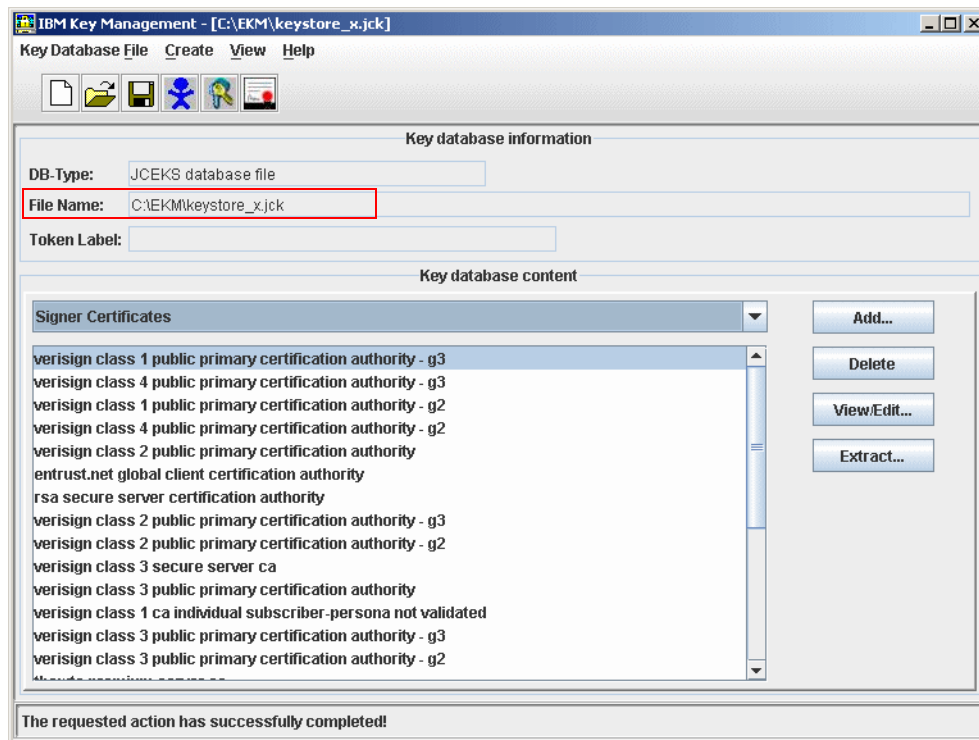 IBM Key Management - [C:\EKM\keystore_x.jck]
Key Database File Create View Help
Key database information
DB-Type: JCEKS database file
File Name: C:\EKM\keystore_x.jck
Token Label:
Key database content
Signer Certificates
Add...
verisign class 1 public primary certification authority - g3
Delete
verisign class 4 public primary certification authority - g3
verisign class 1 public primary certification authority - g2
View/Edit...
verisign class 4 public primary certification authority - g2
verisign class 2 public primary certification authority
Extract...
entrust.net global client certification authority
rsa secure server certification authority
verisign class 2 public primary certification authority - g3
verisign class 2 public primary certification authority - g2
verisign class 3 secure server ca
verisign class 3 public primary certification authority
verisign class 1 ca individual subscriber-persona not validated
verisign class 3 public primary certification authority - g3
verisign class 3 public primary certification authority - g2
The requested action has successfully completed!